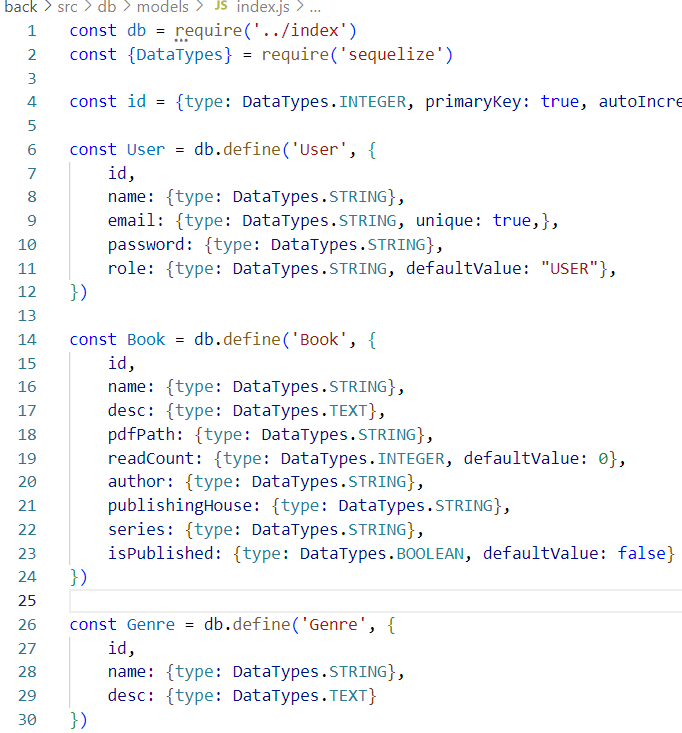 back > src > db > models > JS index.js > ...
1 const db = require('../index')
2 const {DataTypes} = require('sequelize')
3
4 const id = {type: DataTypes.INTEGER, primaryKey: true, autoIncre
5
6 const User = db.define('User', {
7     id,
8     name: {type: DataTypes.STRING},
9     email: {type: DataTypes.STRING, unique: true,},
10     password: {type: DataTypes.STRING},
11     role: {type: DataTypes.STRING, defaultValue: "USER"},
12 })
13
14 const Book = db.define('Book', {
15     id,
16     name: {type: DataTypes.STRING},
17     desc: {type: DataTypes.TEXT},
18     pdfPath: {type: DataTypes.STRING},
19     readCount: {type: DataTypes.INTEGER, defaultValue: 0},
20     author: {type: DataTypes.STRING},
21     publishingHouse: {type: DataTypes.STRING},
22     series: {type: DataTypes.STRING},
23     isPublished: {type: DataTypes.BOOLEAN, defaultValue: false}
24 })
25
26 const Genre = db.define('Genre', {
27     id,
28     name: {type: DataTypes.STRING},
29     desc: {type: DataTypes.TEXT}
30 })